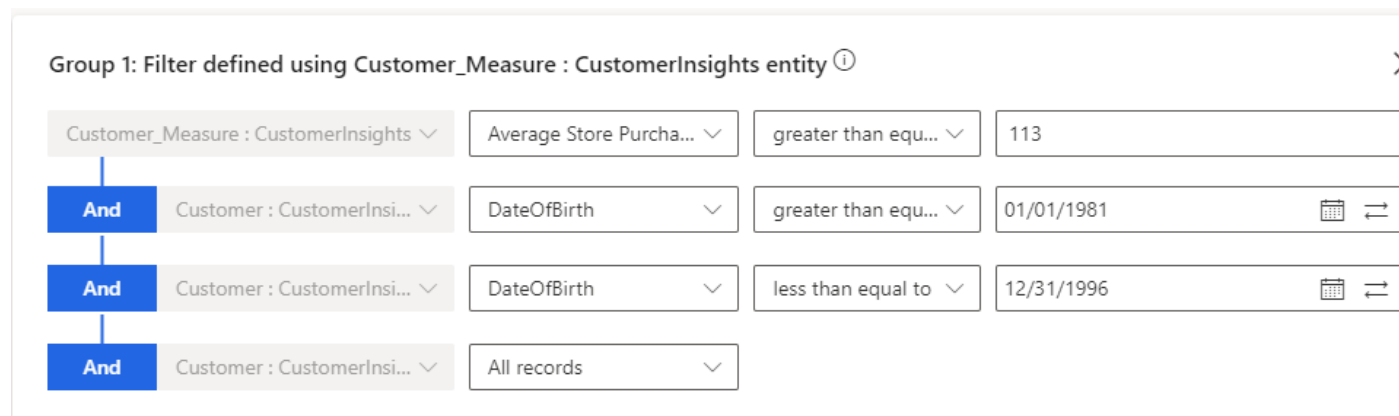 Group 1: Filter defined using Customer_Measure : CustomerInsights entity
Customer_Measure : CustomerInsights Average Store Purcha... greater than equ... 113
And Customer : CustomerInsi... DateOfBirth greater than equ... 01/01/1981
And Customer : CustomerInsi... DateOfBirth less than equal to 12/31/1996
And Customer : CustomerInsi... All records